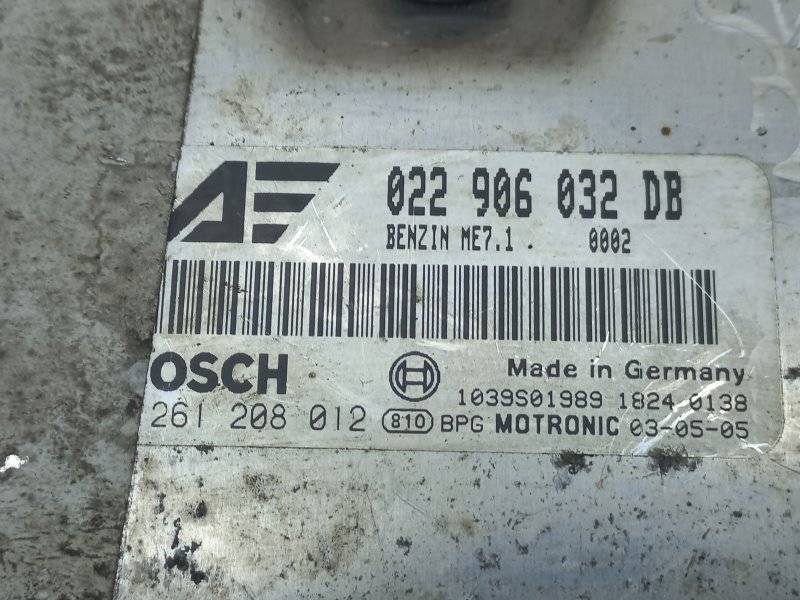 AE 022 906 032 DB
BENZIN ME7.1 . 0002
OSCH Made in Germany
1039S01989 1824 0138
261 208 012 810 BPG MOTRONIC 03-05-05